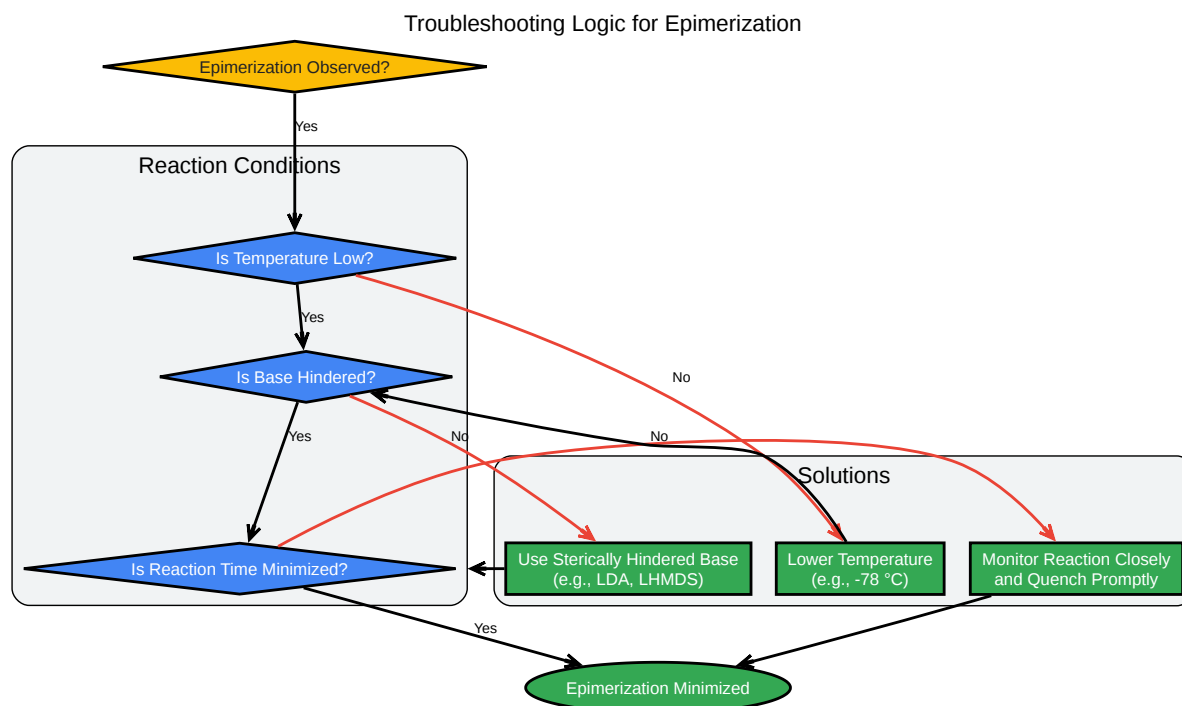 Troubleshooting Logic for Epimerization
Epimerization Observed?
Yes
Reaction Conditions
Is Temperature Low?
Yes
Is Base Hindered?
No
Yes
No
No
Solutions
Is Reaction Time Minimized?
Use Sterically Hindered Base
(e.g., LDA, LHMDS)
Lower Temperature
(e.g., -78 °C)
Monitor Reaction Closely
and Quench Promptly
Yes
Epimerization Minimized